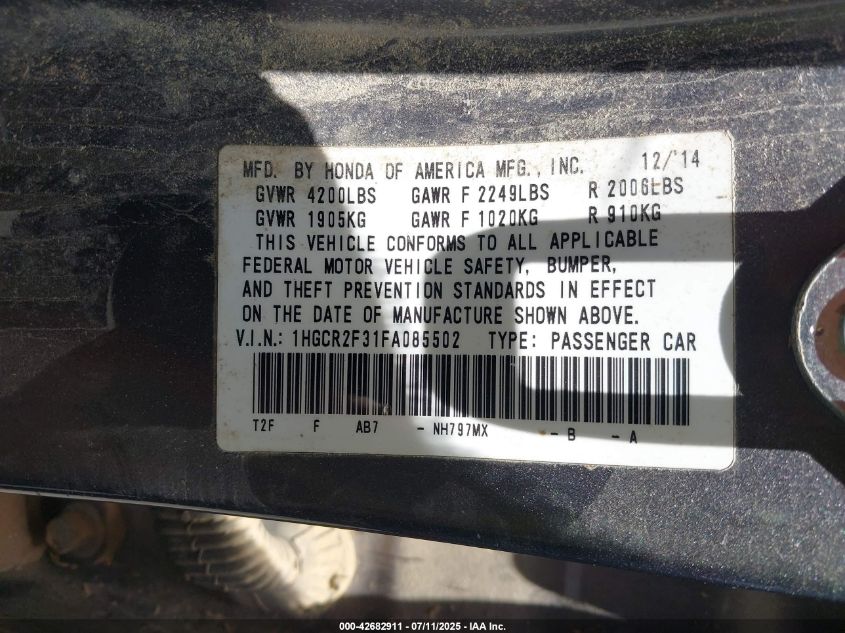 MFD. BY HONDA OF AMERICA MFG., INC. 12/'14
GVWR 4200LBS GAWR F 2249LBS R 2006LBS
GVWR 1905KG GAWR F 1020KG R 910KG
THIS VEHICLE CONFORMS TO ALL APPLICABLE
FEDERAL MOTOR VEHICLE SAFETY, BUMPER,
AND THEFT PREVENTION STANDARDS IN EFFECT
ON THE DATE OF MANUFACTURE SHOWN ABOVE.
V.I.N.: 1HGCR2F31FA085502 TYPE: PASSENGER CAR
T2F F AB7 - NH797MX - B - A
000-42682911 - 07/11/2025 - IAA Inc.